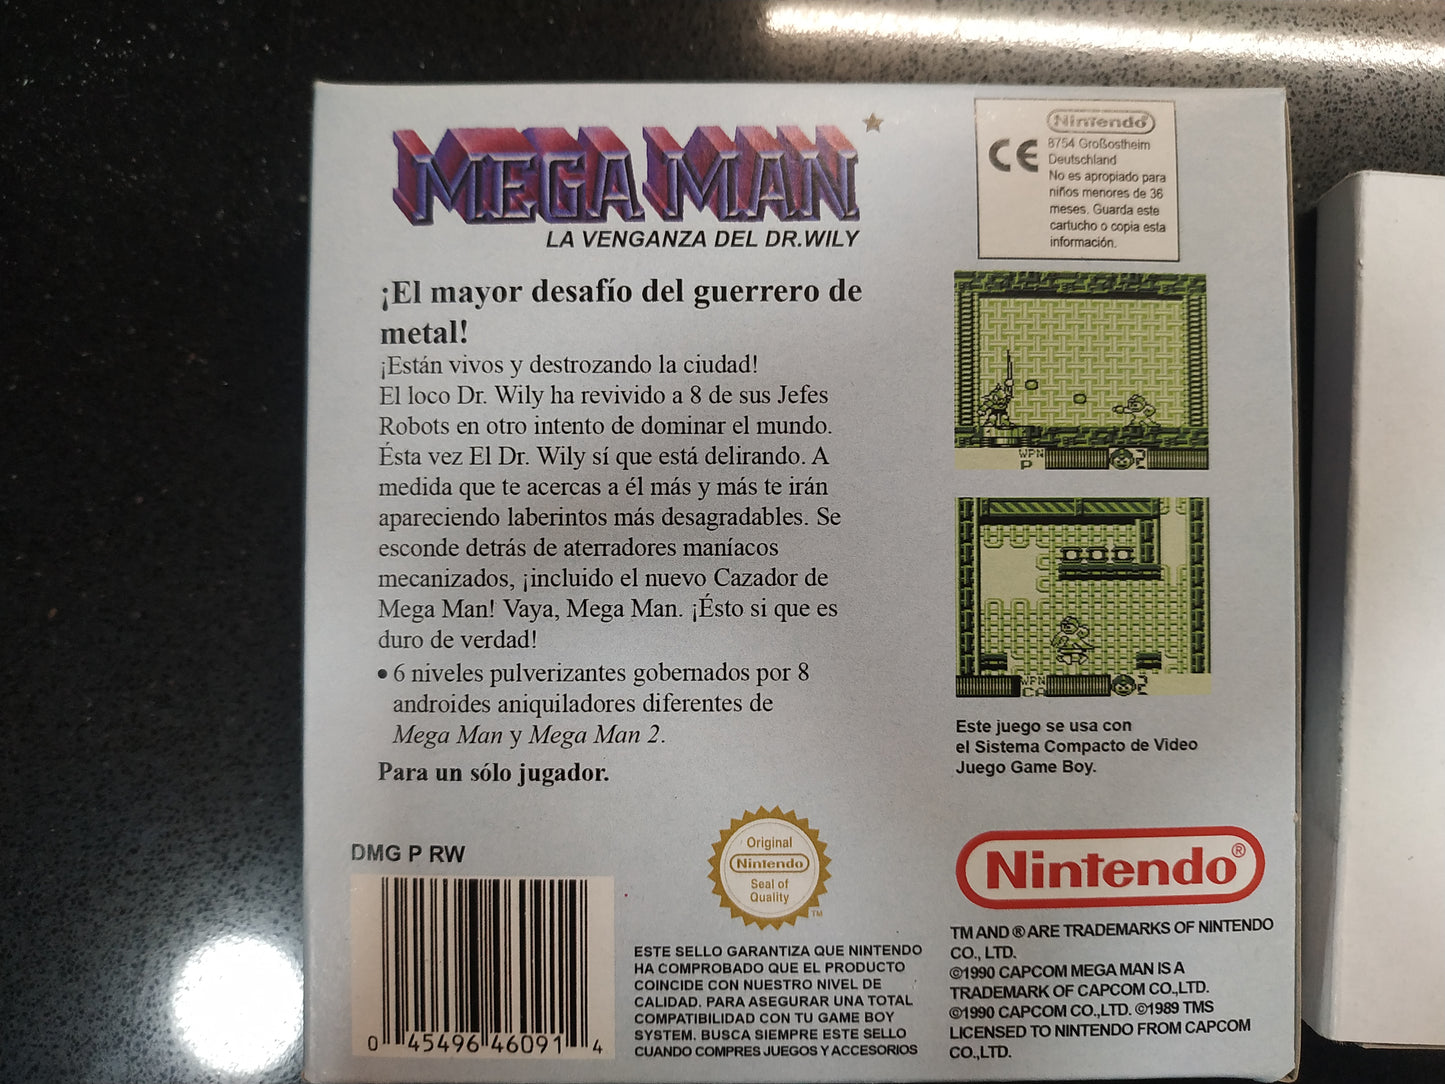 MEGA MAN
LA VENGANZA DEL DR.WILY
¡El mayor desafío del guerrero de
metal!
¡Están vivos y destrozando la ciudad!
El loco Dr. Wily ha revivido a 8 de sus Jefes
Robots en otro intento de dominar el mundo.
Ésta vez El Dr. Wily sí que está delirando. A
medida que te acercas a él más y más te irán
apareciendo laberintos más desagradables. Se
esconde detrás de aterradores maníacos
mecanizados, ¡incluido el nuevo Cazador de
Mega Man! Vaya, Mega Man. ¡Ésto si que es
duro de verdad!
• 6 niveles pulverizantes gobernados por 8
androides aniquiladores diferentes de
Mega Man y Mega Man 2.
Para un sólo jugador.
CE
Nintendo
8754 Großostheim
Deutschland
No es apropiado para
niños menores de 36
meses. Guarda este
cartucho o copia esta
información.
WPN
P
2
WPN
CA
2
Este juego se usa con
el Sistema Compacto de Video
Juego Game Boy.
DMG P RW
0 45496 46091 4
Original
Nintendo
Seal of
Quality
TM
ESTE SELLO GARANTIZA QUE NINTENDO
HA COMPROBADO QUE EL PRODUCTO
COINCIDE CON NUESTRO NIVEL DE
CALIDAD. PARA ASEGURAR UNA TOTAL
COMPATIBILIDAD CON TU GAME BOY
SYSTEM. BUSCA SIEMPRE ESTE SELLO
CUANDO COMPRES JUEGOS Y ACCESORIOS
Nintendo®
TM AND ® ARE TRADEMARKS OF NINTENDO
CO., LTD.
©1990 CAPCOM MEGA MAN IS A
TRADEMARK OF CAPCOM CO.,LTD.
©1990 CAPCOM CO.,LTD. ©1989 TMS
LICENSED TO NINTENDO FROM CAPCOM
CO.,LTD.